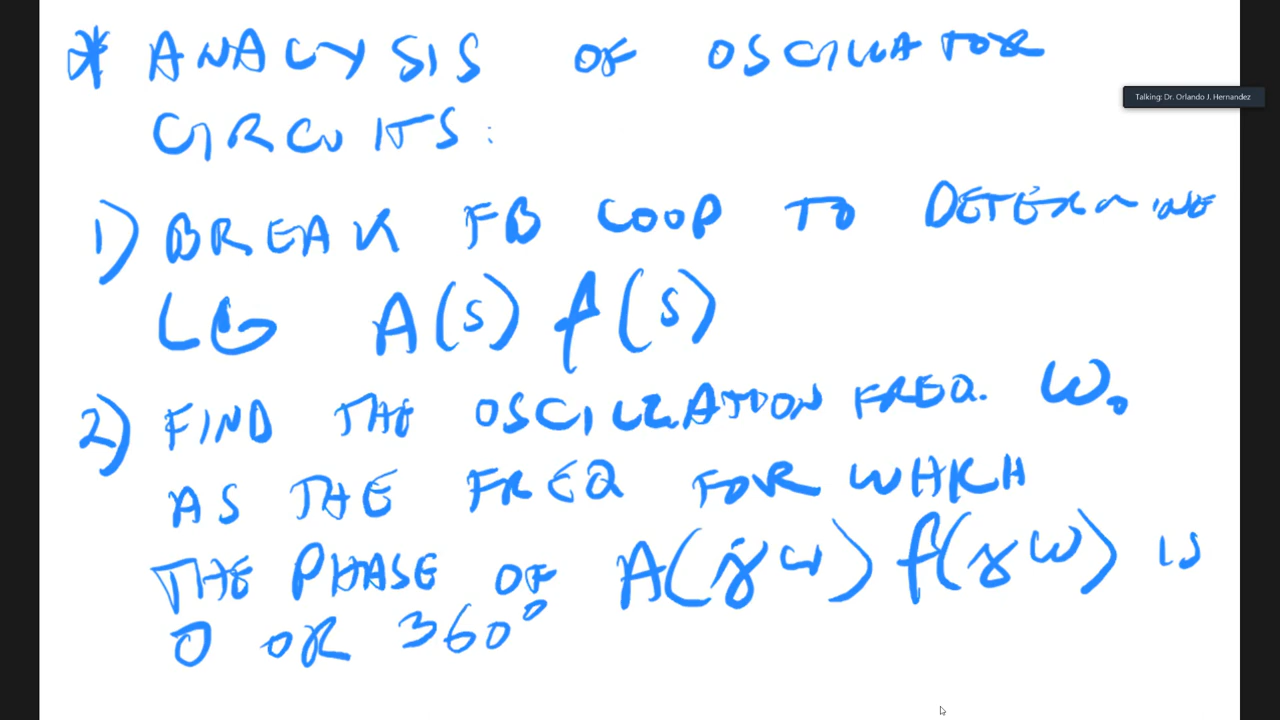 * ANALYSIS OF OSCILLATOR
CIRCUITS:
Talking: Dr. Orlando J. Hernandez
1) BREAK FB LOOP TO DETERMINE
LG A(s) f(s)
2) FIND THE OSCILLATION FREQ. ω₀
AS THE FREQ FOR WHICH
THE PHASE OF A(jω) f(jω) IS
0 OR 360°